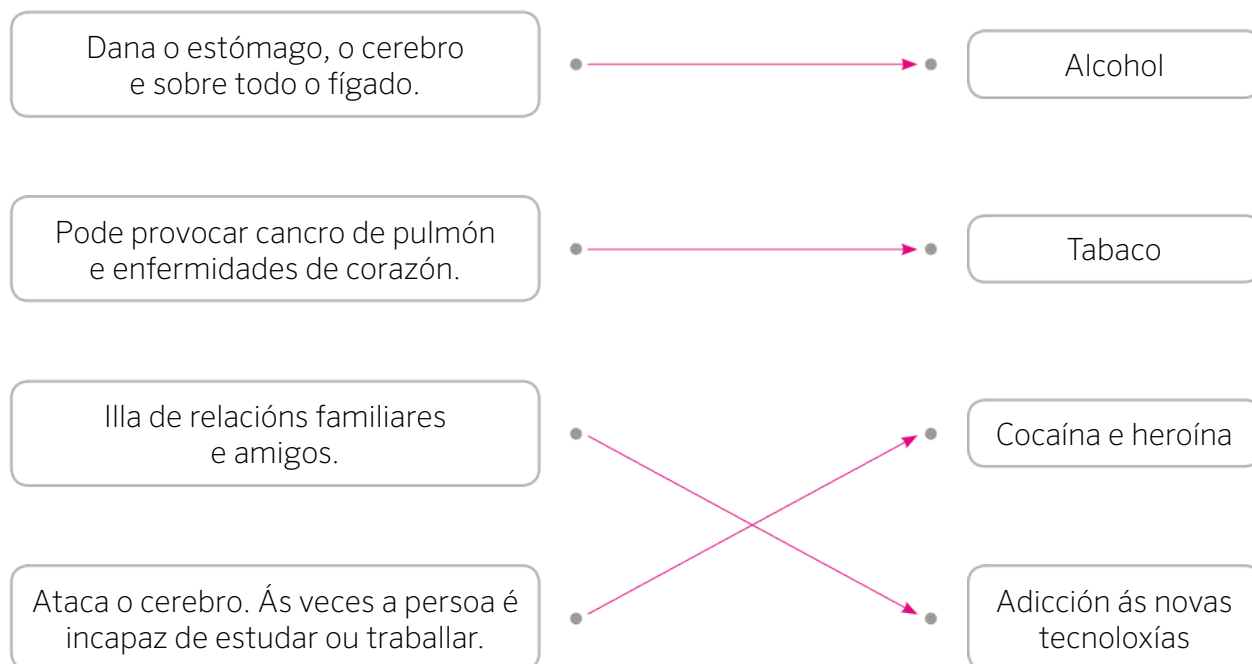 Dana o estómago, o cerebro
e sobre todo o fígado.
Alcohol
Pode provocar cancro de pulmón
e enfermidades de corazón.
Tabaco
Illa de relacións familiares
e amigos.
Cocaína e heroína
Ataca o cerebro. Ás veces a persoa é
incapaz de estudar ou traballar.
Adicción ás novas
tecnoloxías